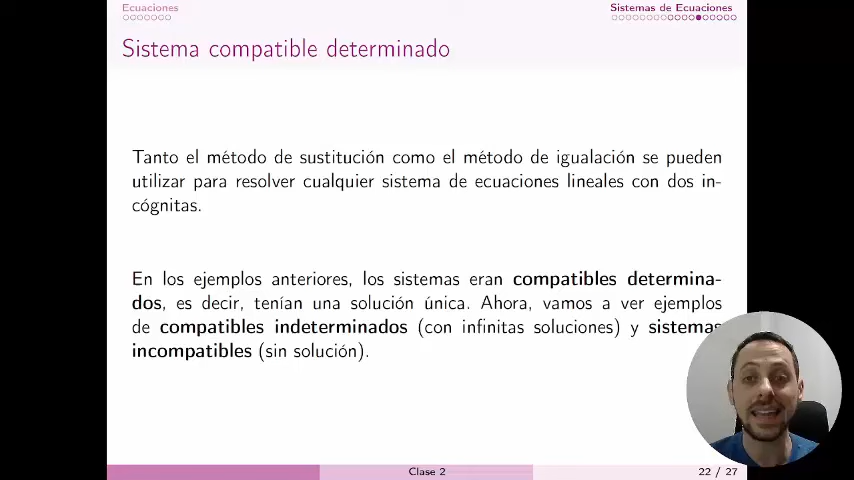 Ecuaciones
Sistemas de Ecuaciones
Sistema compatible determinado
Tanto el método de sustitución como el método de igualación se pueden
utilizar para resolver cualquier sistema de ecuaciones lineales con dos in-
cógnitas.
En los ejemplos anteriores, los sistemas eran compatibles determina-
dos, es decir, tenían una solución única. Ahora, vamos a ver ejemplos
de compatibles indeterminados (con infinitas soluciones) y sistemas
incompatibles (sin solución).
Clase 2
22 / 27